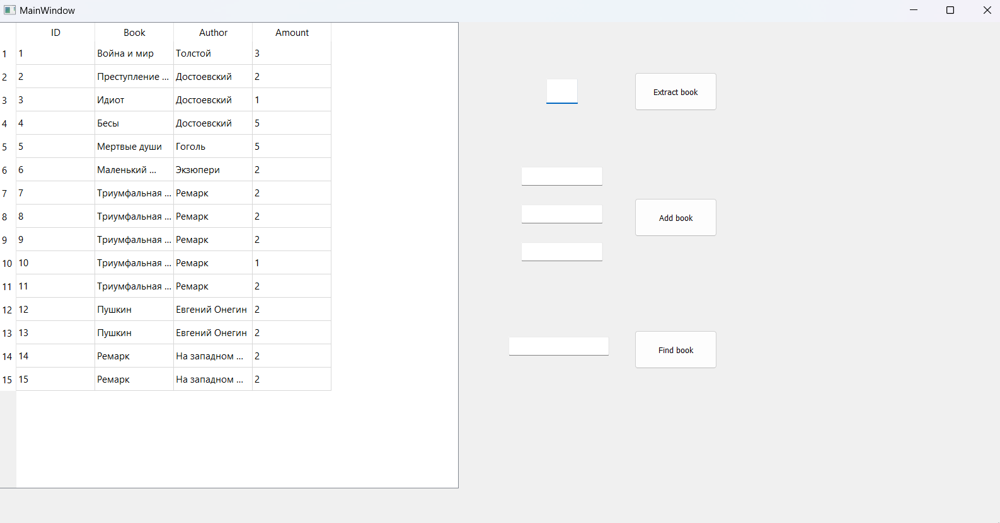 MainWindow
ID Book Author Amount
1 1 Война и мир Толстой 3
2 2 Преступление ... Достоевский 2
3 3 Идиот Достоевский 1
4 4 Бесы Достоевский 5
5 5 Мертвые души Гоголь 5
6 6 Маленький ... Экзюпери 2
7 7 Триумфальная ... Ремарк 2
8 8 Триумфальная ... Ремарк 2
9 9 Триумфальная ... Ремарк 2
10 10 Триумфальная ... Ремарк 1
11 11 Триумфальная ... Ремарк 2
12 12 Пушкин Евгений Онегин 2
13 13 Пушкин Евгений Онегин 2
14 14 Ремарк На западном ... 2
15 15 Ремарк На западном ... 2
Extract book
Add book
Find book